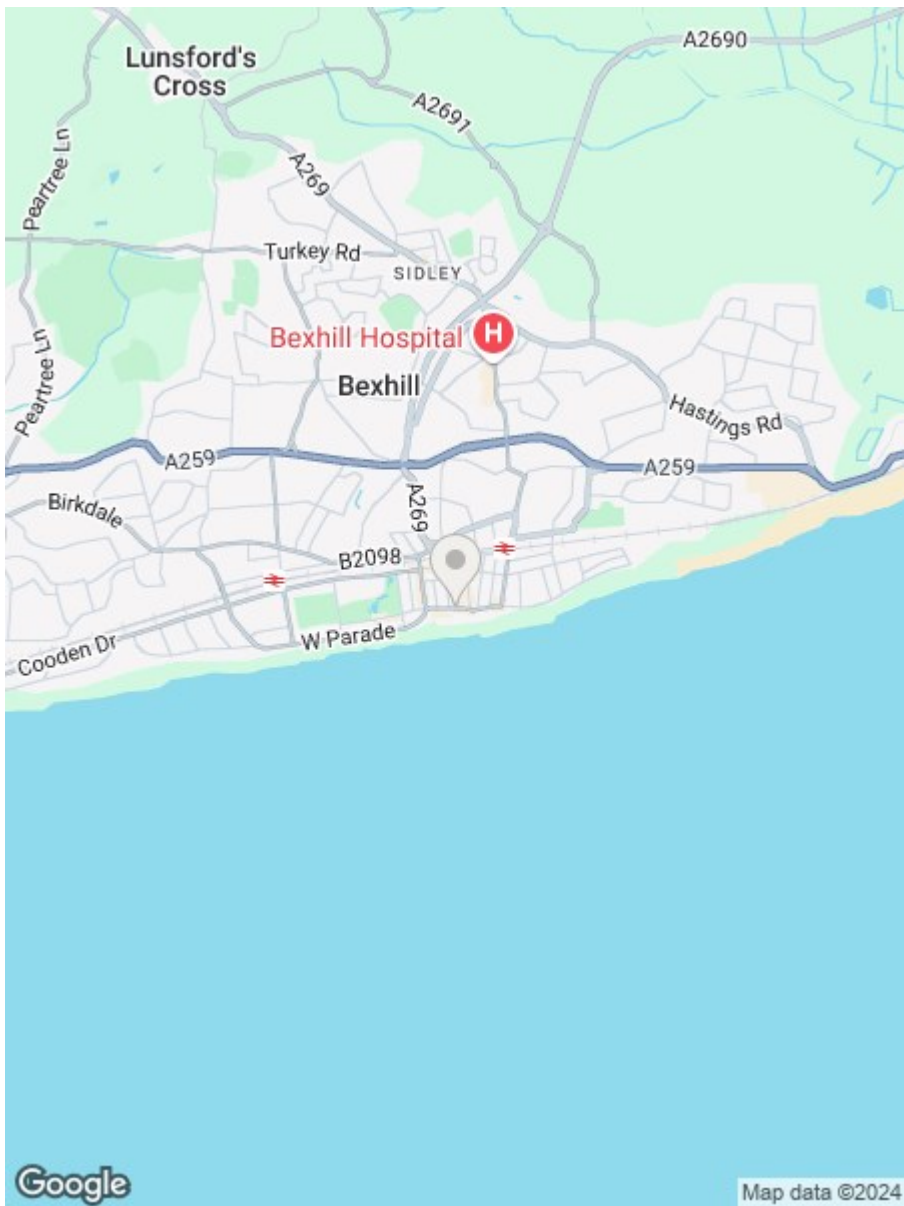 A2690
Lunsford's
Cross
A2691
Peartree Ln
A269
Turkey Rd
SIDLEY
Bexhill Hospital
H
Peartree Ln
Bexhill
Hastings Rd
A259
A259
Birkdale
A269
B2098
W Parade
Cooden Dr
Google
Map data ©2024